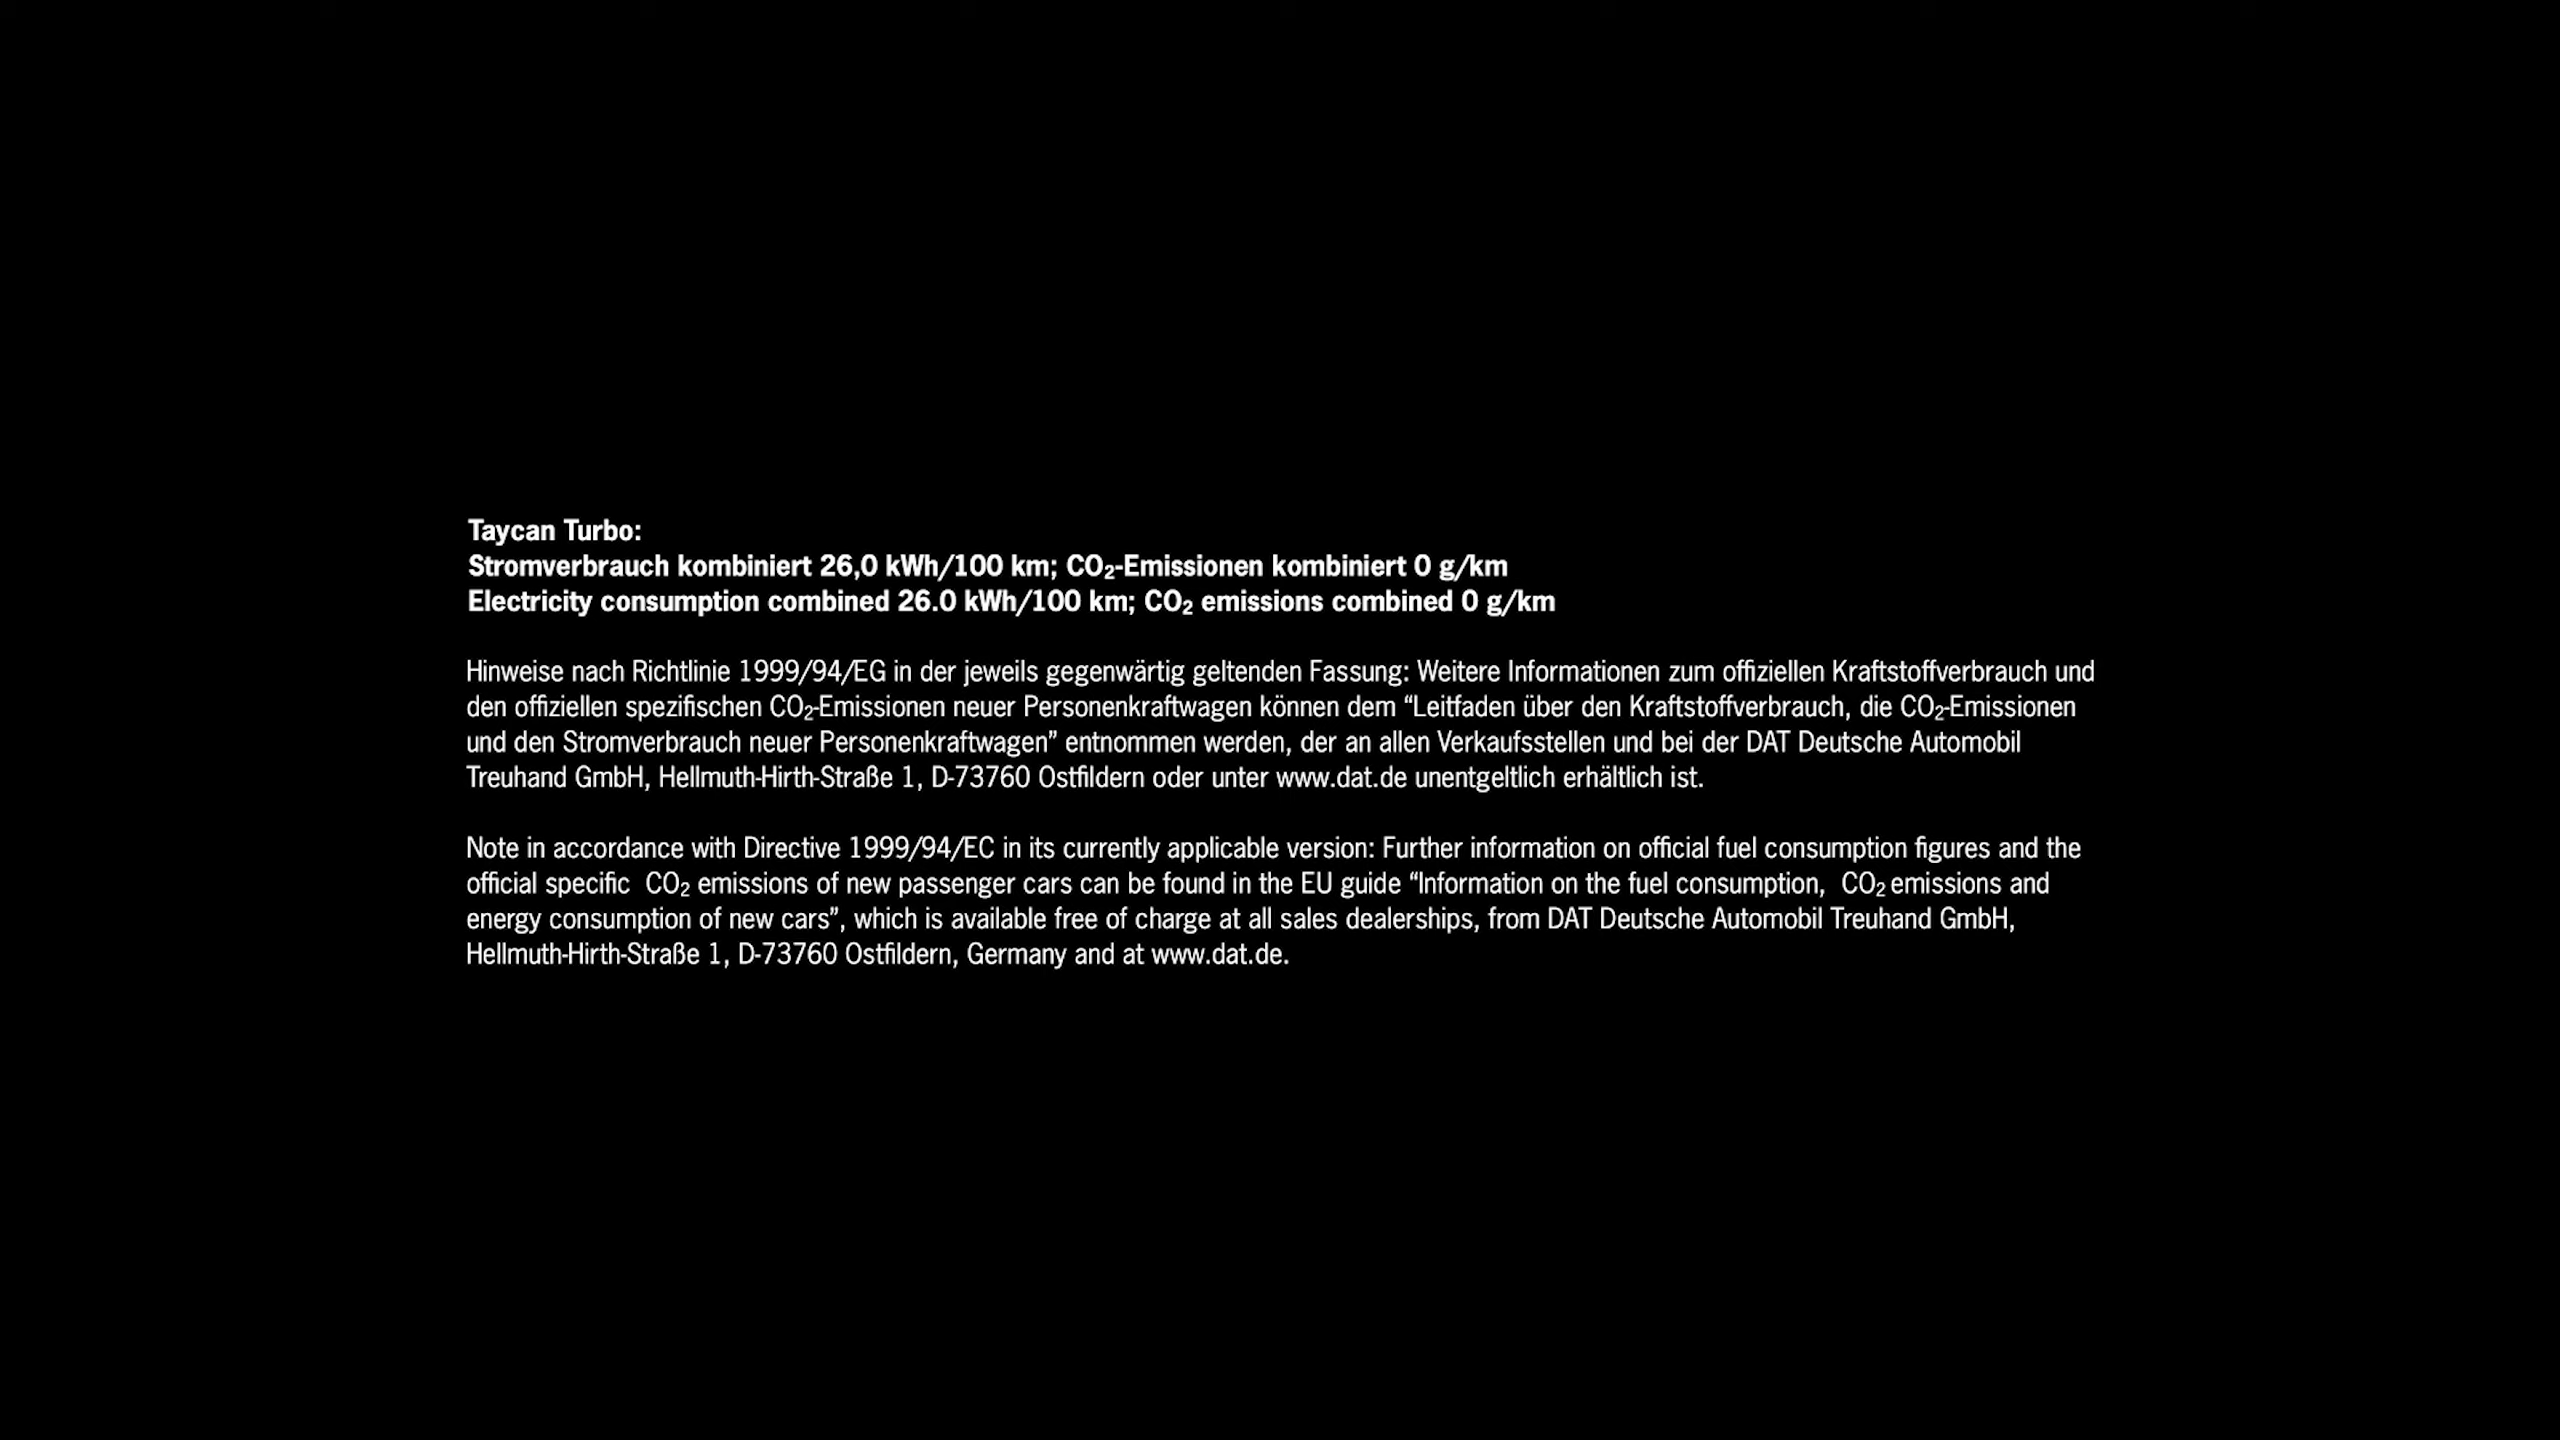 Taycan Turbo:
Stromverbrauch kombiniert 26,0 kWh/100 km; CO₂-Emissionen kombiniert 0 g/km
Electricity consumption combined 26.0 kWh/100 km; CO₂ emissions combined 0 g/km
Hinweise nach Richtlinie 1999/94/EG in der jeweils gegenwärtig geltenden Fassung: Weitere Informationen zum offiziellen Kraftstoffverbrauch und
den offiziellen spezifischen CO₂-Emissionen neuer Personenkraftwagen können dem “Leitfaden über den Kraftstoffverbrauch, die CO₂-Emissionen
und den Stromverbrauch neuer Personenkraftwagen” entnommen werden, der an allen Verkaufsstellen und bei der DAT Deutsche Automobil
Treuhand GmbH, Hellmuth-Hirth-Straße 1, D-73760 Ostfildern oder unter www.dat.de unentgeltlich erhältlich ist.
Note in accordance with Directive 1999/94/EC in its currently applicable version: Further information on official fuel consumption figures and the
official specific CO₂ emissions of new passenger cars can be found in the EU guide “Information on the fuel consumption, CO₂ emissions and
energy consumption of new cars”, which is available free of charge at all sales dealerships, from DAT Deutsche Automobil Treuhand GmbH,
Hellmuth-Hirth-Straße 1, D-73760 Ostfildern, Germany and at www.dat.de.